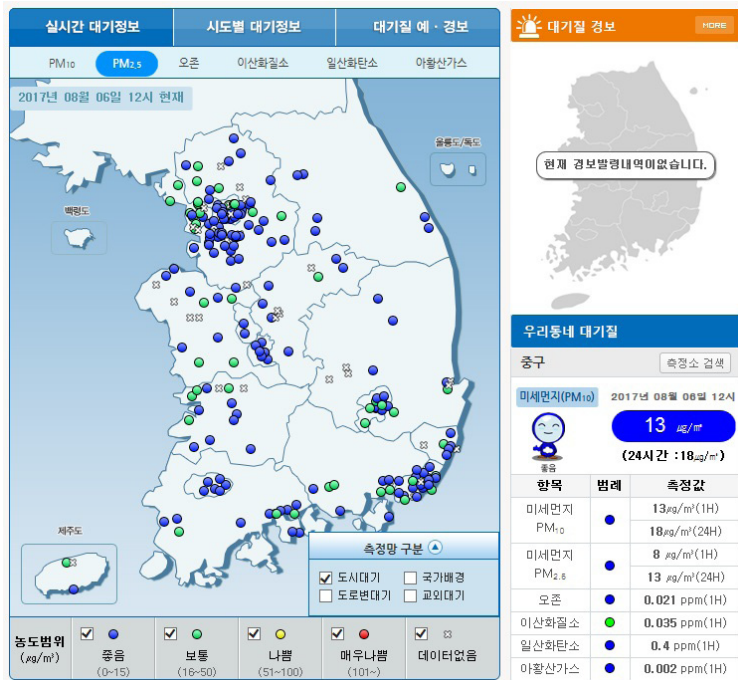 실시간 대기정보
시도별 대기정보
대기질 예·경보
PM10
PM2.5
오존
이산화질소
일산화탄소
아황산가스
2017년 08월 06일 12시 현재
울릉도/독도
백령도
제주도
측정망 구분
도시대기
국가배경
도로변대기
교외대기
농도범위
(㎍/㎥)
좋음
(0~15)
보통
(16~50)
나쁨
(51~100)
매우나쁨
(101~)
데이터없음
대기질 경보
MORE
현재 경보발령내역이없습니다.
우리동네 대기질
중구
측정소 검색
미세먼지(PM10)
2017년 08월 06일 12시
13 ㎍/㎥
(24시간 :18㎍/㎥)
좋음
항목 범례 측정값
미세먼지
PM10
13㎍/㎥(1H)
18㎍/㎥(24H)
미세먼지
PM2.5
8 ㎍/㎥(1H)
13 ㎍/㎥(24H)
오존 0.021 ppm(1H)
이산화질소 0.035 ppm(1H)
일산화탄소 0.4 ppm(1H)
아황산가스 0.002 ppm(1H)